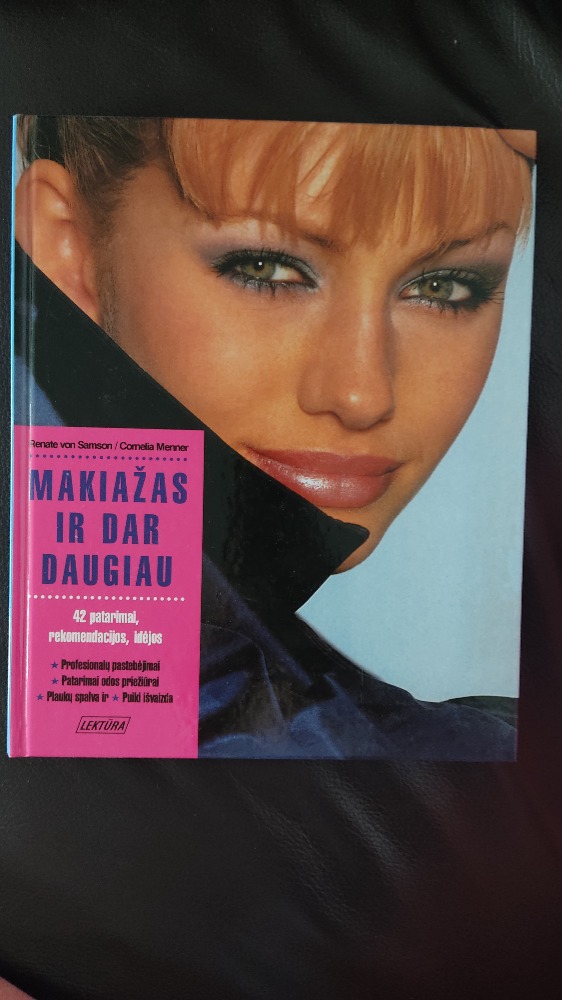 Renate von Samson / Cornelia Menner
MAKIAŽAS
IR DAR
DAUGIAU
42 patarimai,
rekomendacijos, idėjos
★ Profesionalų pastebėjimai
★ Patarimai odos priežiūrai
★ Plaukų spalva ir ★ Puiki išvaizda
LEKTŪRA